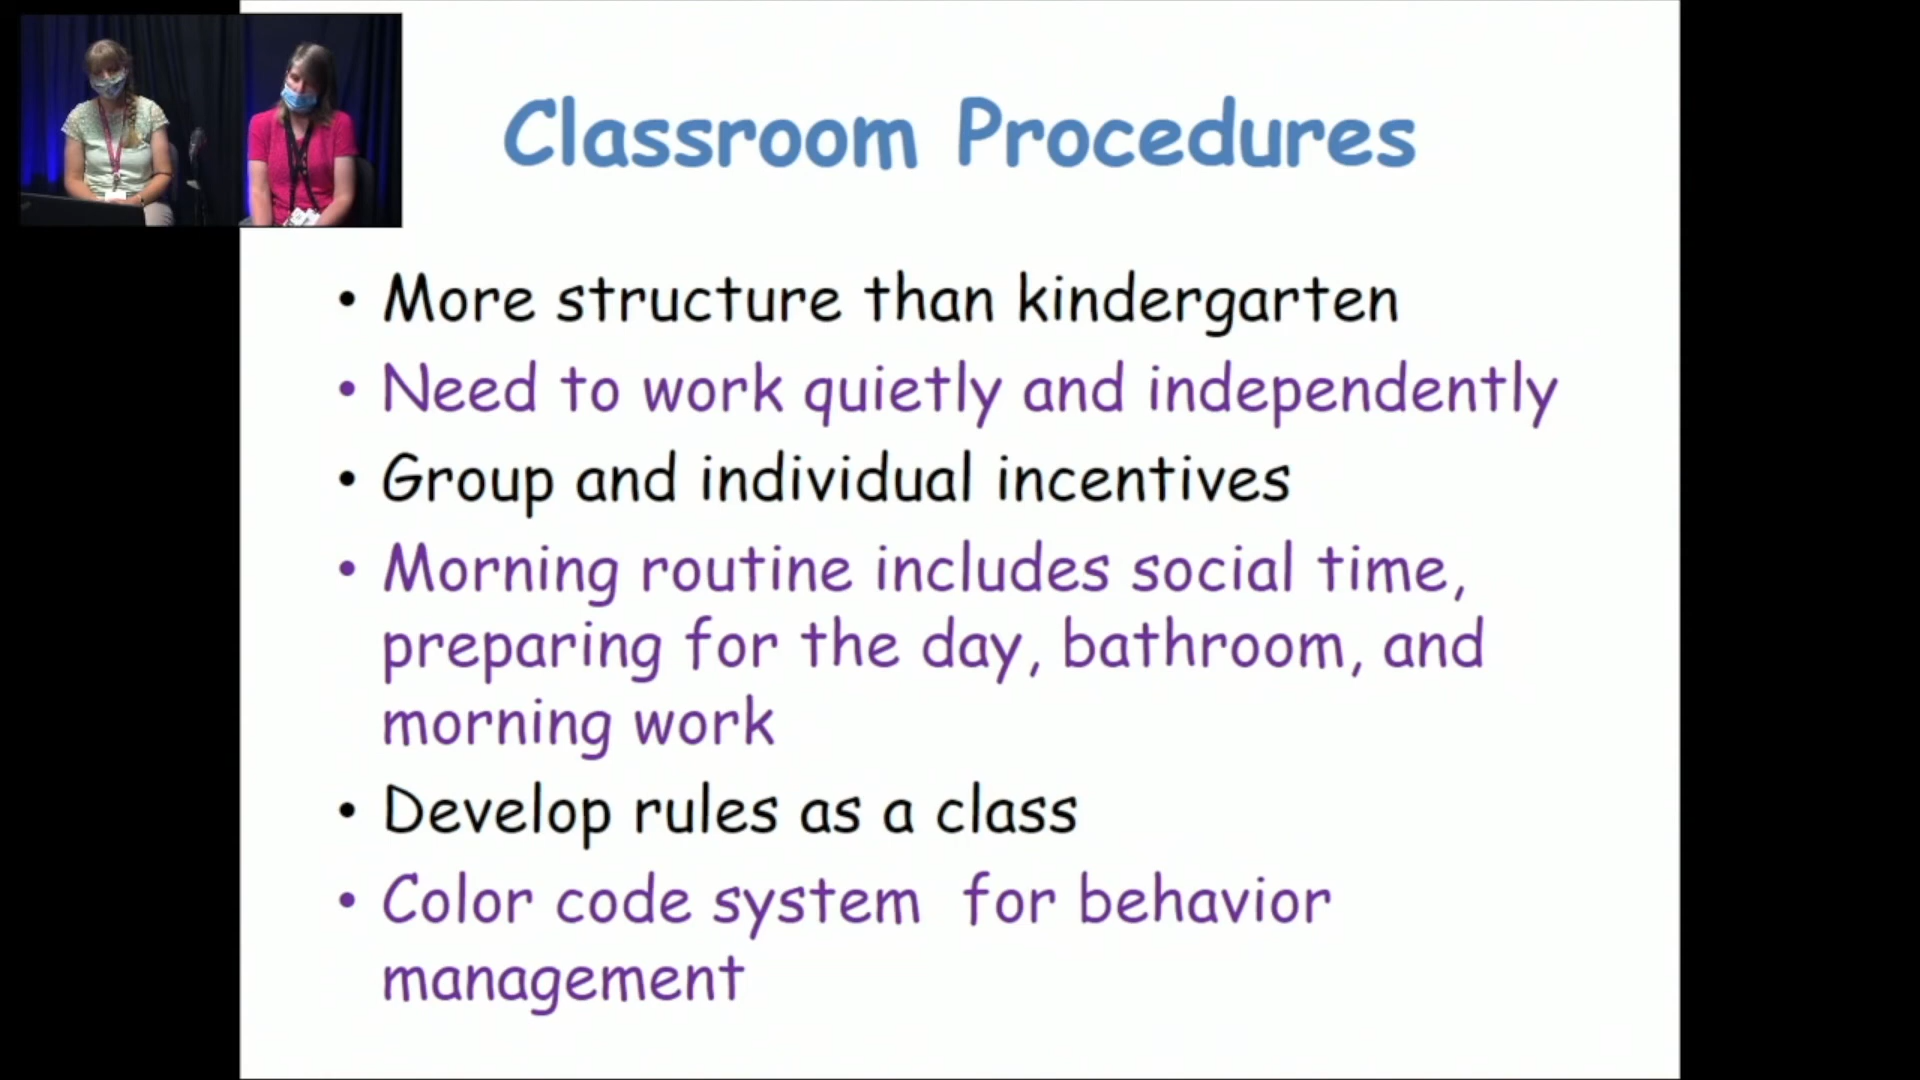 Classroom Procedures
• More structure than kindergarten
• Need to work quietly and independently
• Group and individual incentives
• Morning routine includes social time,
preparing for the day, bathroom, and
morning work
• Develop rules as a class
• Color code system  for behavior
management